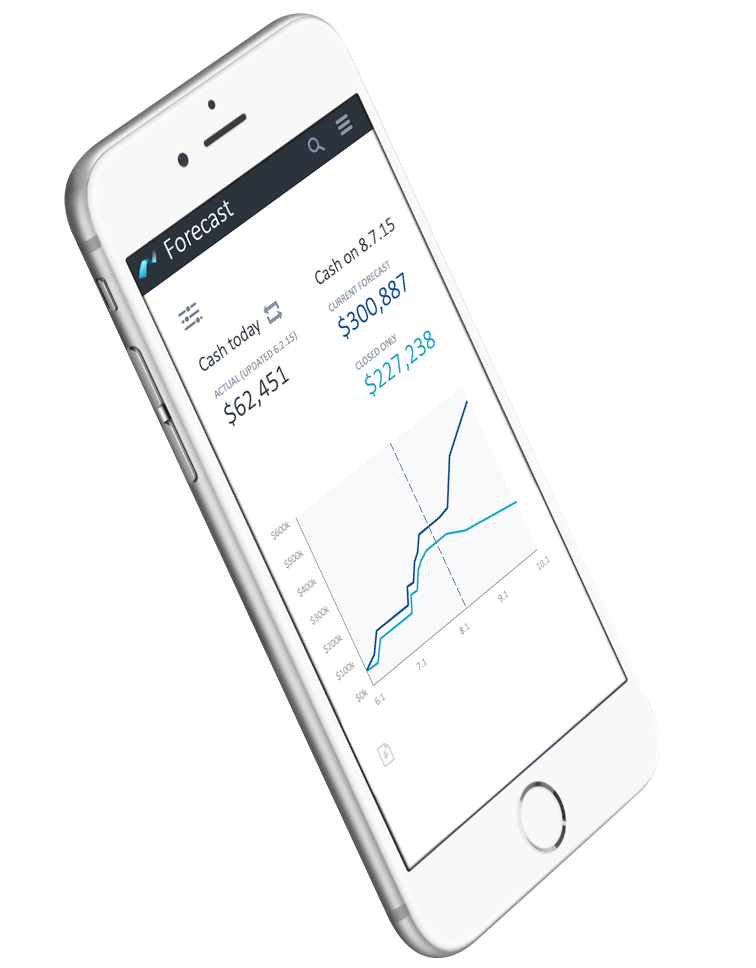 Forecast
Cash today
ACTUAL (UPDATED 6.2.15)
$62,451
Cash on 8.7.15
CURRENT FORECAST
$300,887
CLOSED ONLY
$227,238
$600k
$500k
$400k
$300k
$200k
$100k
$0k
6.1
7.1
8.1
9.1
10.1